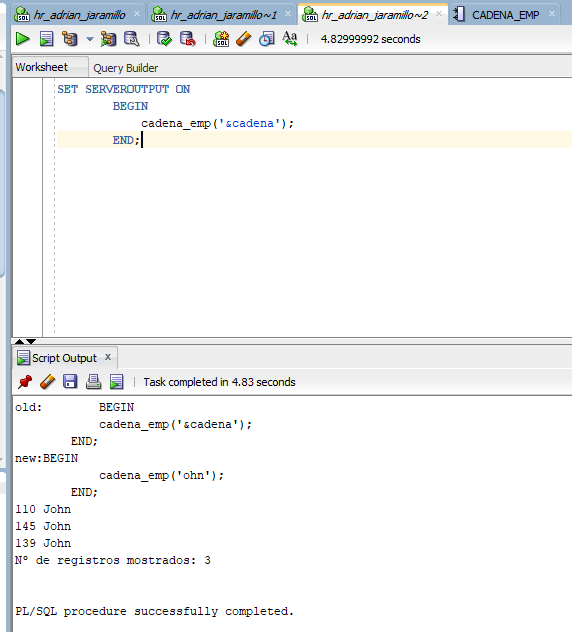 hr_adrian_jaramillo hr_adrian_jaramillo~1 hr_adrian_jaramillo~2 CADENA_EMP
4.82999992 seconds
Worksheet Query Builder
SET SERVEROUTPUT ON
BEGIN
cadena_emp('&cadena');
END;
Script Output x
Task completed in 4.83 seconds
old: BEGIN
cadena_emp('&cadena');
END;
new:BEGIN
cadena_emp('ohn');
END;
110 John
145 John
139 John
Nº de registros mostrados: 3
PL/SQL procedure successfully completed.